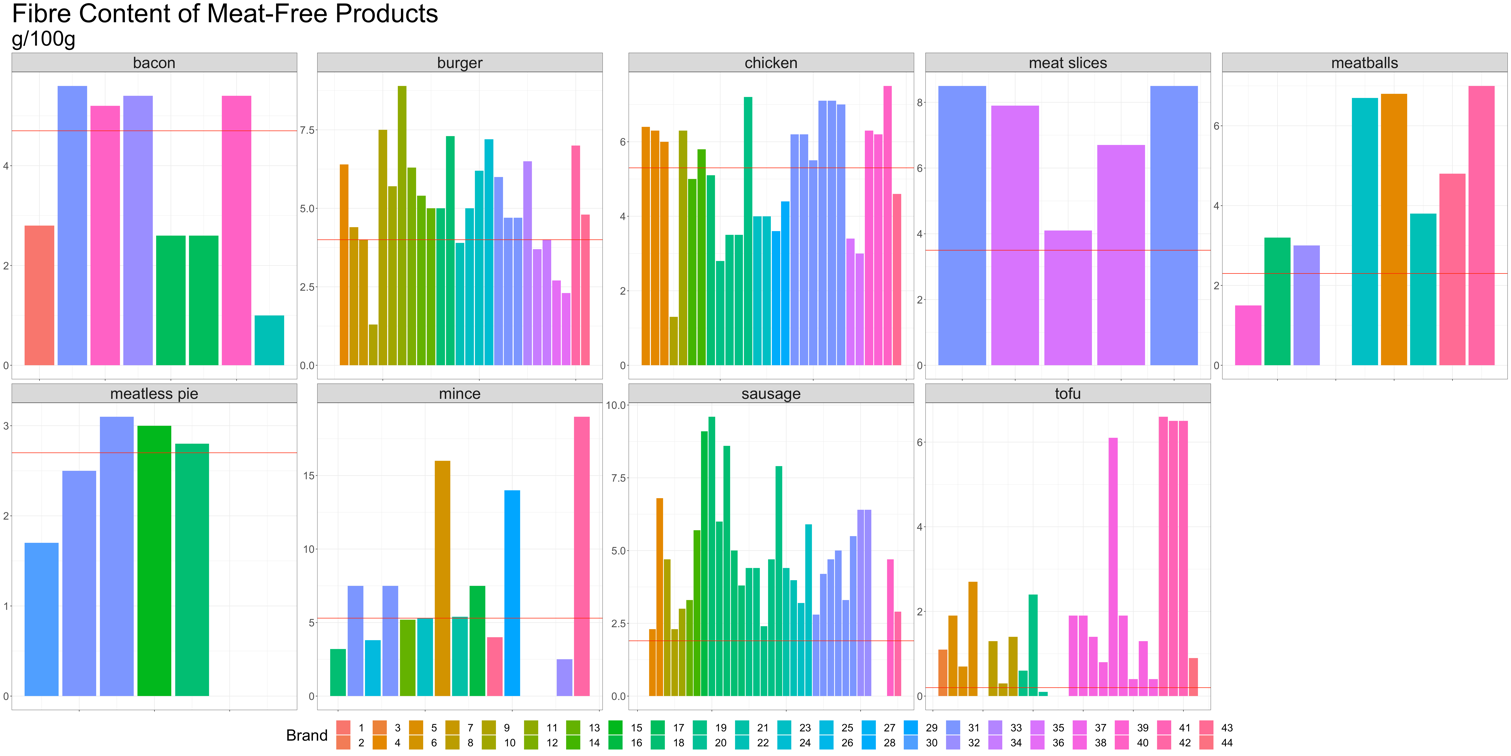 Fibre Content of Meat-Free Products
g/100g
bacon burger chicken meat slices meatballs
0 2 4
0.0 2.5 5.0 7.5
0 2 4 6
0 2 4 6 8
0 2 4 6
meatless pie mince sausage tofu
0 1 2 3
0 5 10 15
0.0 2.5 5.0 7.5 10.0
0 2 4 6
Brand
1 3 5 7 9 11 13 15 17 19 21 23 25 27 29 31 33 35 37 39 41 43
2 4 6 8 10 12 14 16 18 20 22 24 26 28 30 32 34 36 38 40 42 44